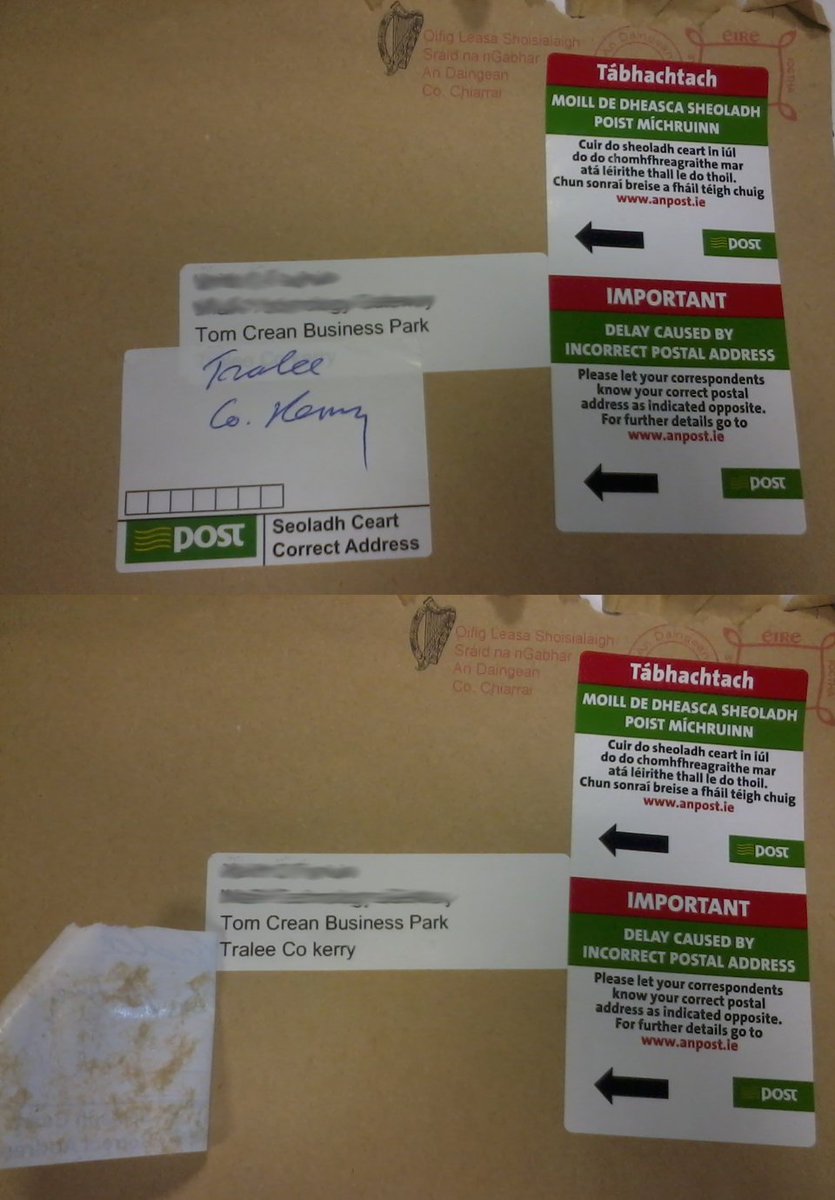 Oifig Leasa Shoisialaigh
Sraid na nGabhar
An Daingean
Co. Chiarrai
An Daingean
éire
Tábhachtach
MOILL DE DHEASCA SHEOLADH
POIST MÍCHRUINN
Cuir do sheoladh ceart in iúl
do do chomhfhreagraithe mar
atá léirithe thall le do thoil.
Chun sonraí breise a fháil téigh chuig
www.anpost.ie
post
IMPORTANT
DELAY CAUSED BY
INCORRECT POSTAL ADDRESS
Please let your correspondents
know your correct postal
address as indicated opposite.
For further details go to
www.anpost.ie
post
Tom Crean Business Park
Tralee
Co. Kerry
post
Seoladh Ceart
Correct Address
Oifig Leasa Shoisialaigh
Sraid na nGabhar
An Daingean
Co. Chiarrai
An Daingean
éire
Tábhachtach
MOILL DE DHEASCA SHEOLADH
POIST MÍCHRUINN
Cuir do sheoladh ceart in iúl
do do chomhfhreagraithe mar
atá léirithe thall le do thoil.
Chun sonraí breise a fháil téigh chuig
www.anpost.ie
post
IMPORTANT
DELAY CAUSED BY
INCORRECT POSTAL ADDRESS
Please let your correspondents
know your correct postal
address as indicated opposite.
For further details go to
www.anpost.ie
post
Tom Crean Business Park
Tralee Co kerry